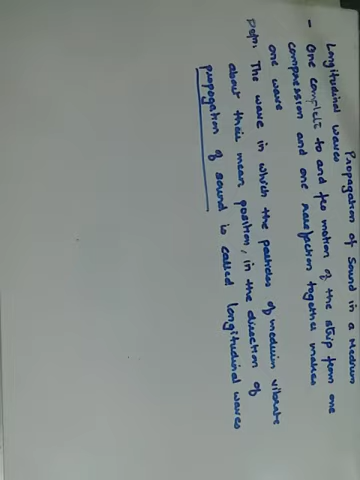 Propagation of Sound in a Medium
Longitudinal waves
- One complete to and fro motion of the strip from one
compression and one rarefaction together makes
one wave
Defn. The wave in which the particles of medium vibrate
about their mean position, in the direction of
propogation of sound is called longitudinal waves